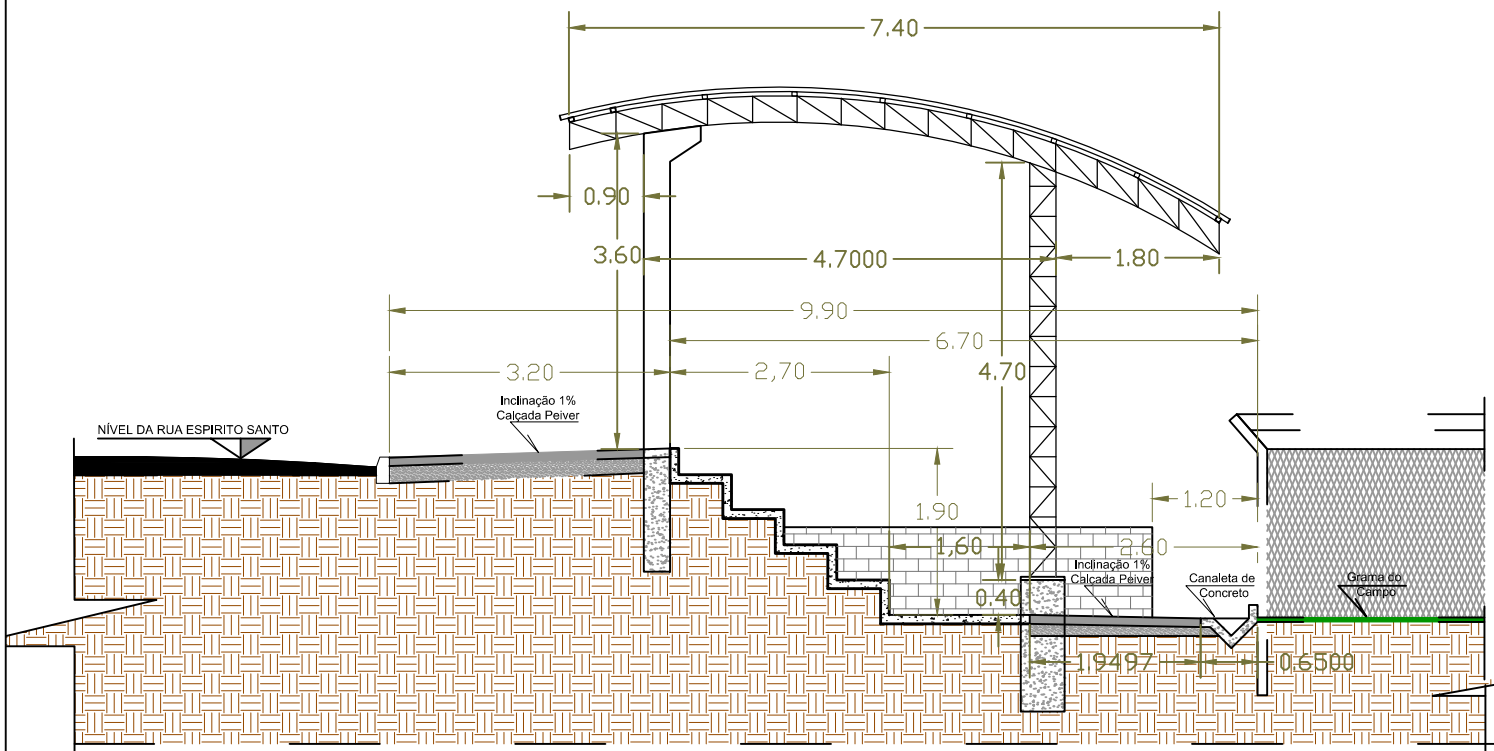 7.40
0.90
3.60
4.7000
1.80
9.90
6.70
3.20
2,70
4.70
Inclinação 1%
Calçada Peiver
NÍVEL DA RUA ESPIRITO SANTO
1.90
1.20
1,60
2.60
Inclinação 1%
Calçada Peiver
Canaleta de
Concreto
Grama do
Campo
0.40
1.9497
0.6500